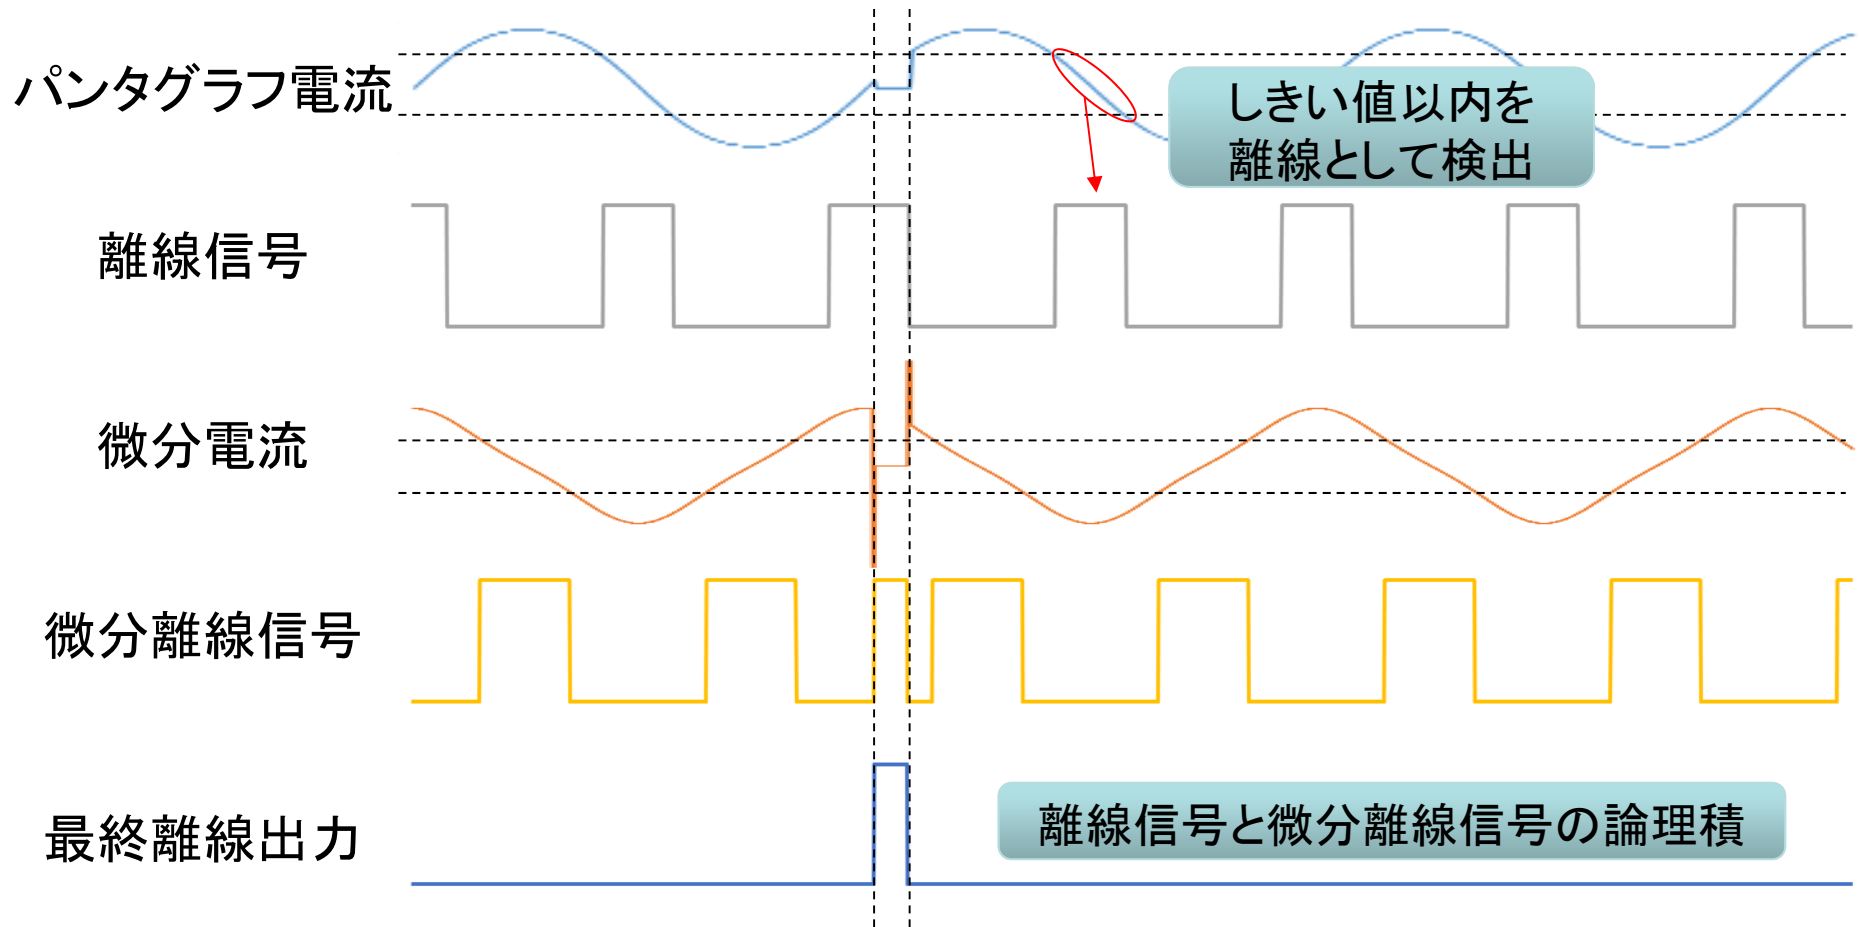 パンタグラフ電流
しきい値以内を
離線として検出
離線信号
微分電流
微分離線信号
最終離線出力
離線信号と微分離線信号の論理積